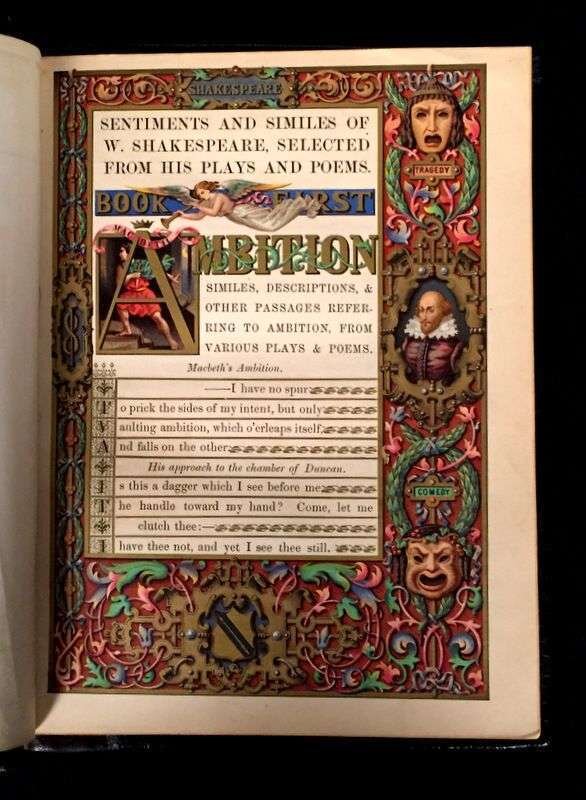 SHAKESPEARE
SENTIMENTS AND SIMILES OF
W. SHAKESPEARE, SELECTED
FROM HIS PLAYS AND POEMS.
BOOK FIRST
MACBETH
AMBITION
SIMILES, DESCRIPTIONS, &
OTHER PASSAGES REFER-
RING TO AMBITION, FROM
VARIOUS PLAYS & POEMS.
Macbeth's Ambition.
—I have no spur
To prick the sides of my intent, but only
Vaulting ambition, which o'erleaps itself,
And falls on the other
His approach to the chamber of Duncan.
Is this a dagger which I see before me
The handle toward my hand? Come, let me
clutch thee:—
I have thee not, and yet I see thee still.
TRAGEDY
COMEDY